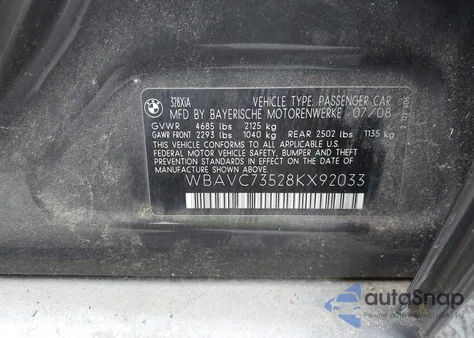 328XiA VEHICLE TYPE: PASSENGER CAR
MFD BY BAYERISCHE MOTORENWERKE - 07/08
GVWR 4685 lbs 2125 kg
GAWR FRONT 2293 lbs 1040 kg REAR 2502 lbs 1135 kg
THIS VEHICLE CONFORMS TO ALL APPLICABLE
FEDERAL MOTOR VEHICLE SAFETY, BUMPER, AND
THEFT PREVENTION STANDARDS IN EFFECT ON THE
DATE OF MANUFACTURE SHOWN ABOVE.
WBAVC73528KX92033
autoSnap